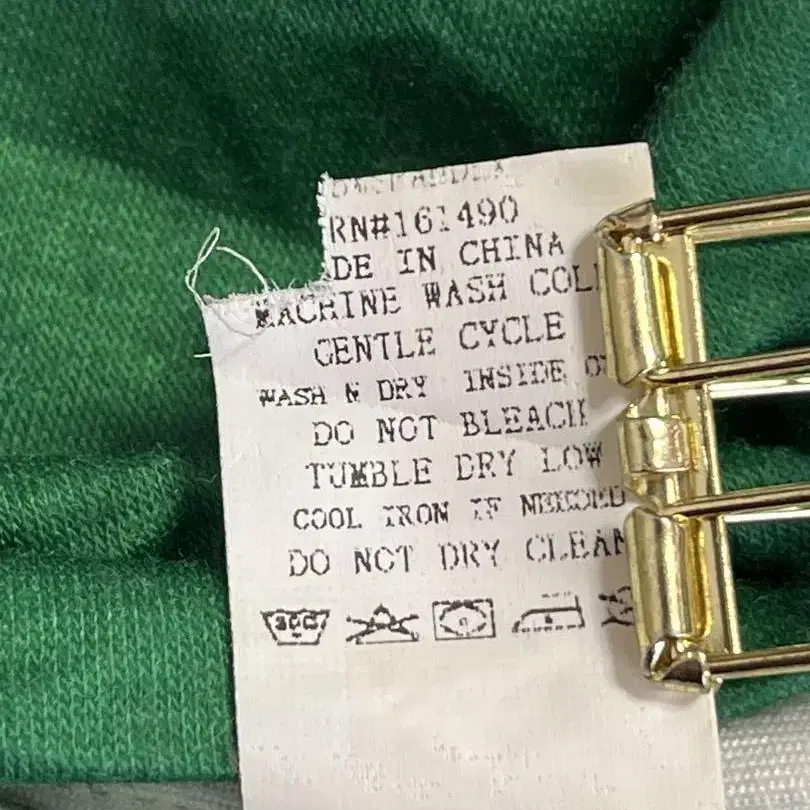 RN#161490
DE IN CHINA
MACHINE WASH COL
GENTLE CYCLE
WASH N DRY INSIDE O
DO NOT BLEACH
TUMBLE DRY LOW
COOL IRON IF NEEDED
DO NOT DRY CLEAN
30C